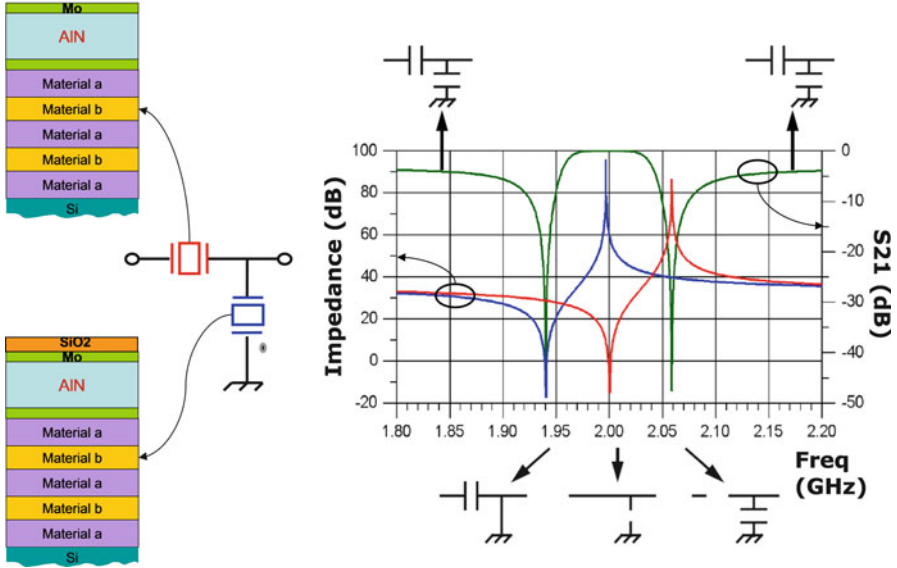 Mo
AlN
Material a
Material b
Material a
Material b
Material a
Si
SiO2
Mo
AlN
Material a
Material b
Material a
Material b
Material a
Si
Impedance (dB)
100
80
60
40
20
0
-20
0
-10
-20
-30
-40
-50
S21 (dB)
1.80 1.85 1.90 1.95 2.00 2.05 2.10 2.15 2.20
Freq
(GHz)